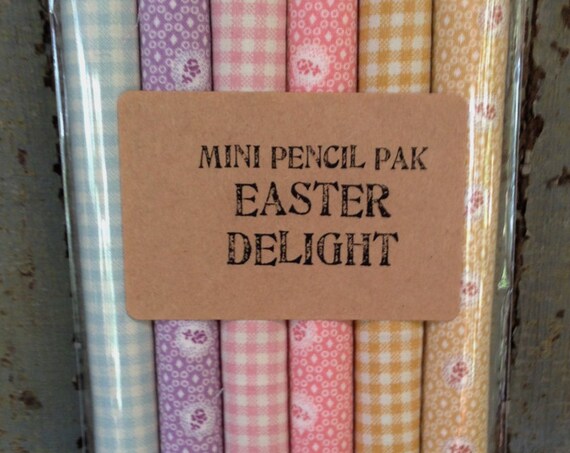 MINI PENCIL PAK
EASTER
DELIGHT